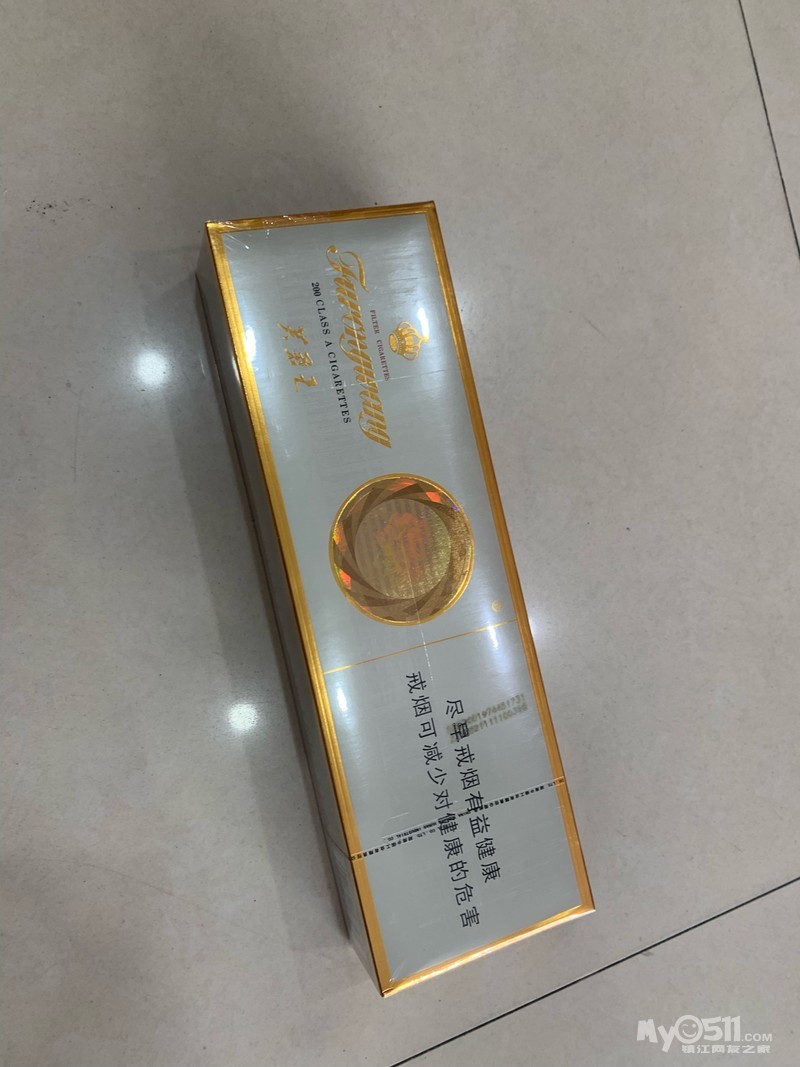 FILTER CIGARETTES
Furongwang
200 CLASS A CIGARETTES
芙蓉王
尽早戒烟有益健康
戒烟可减少对健康的危害
MyO511.COM
镇江网友之家